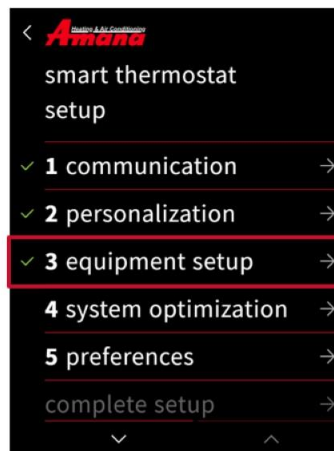 Heating & Air Conditioning
Amana
smart thermostat
setup
1 communication
2 personalization
3 equipment setup
4 system optimization
5 preferences
complete setup